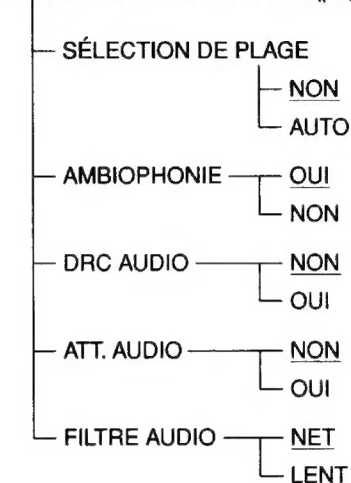 SÉLECTION DE PLAGE
NON
AUTO
AMBIOPHONIE OUI
NON
DRC AUDIO NON
OUI
ATT. AUDIO NON
OUI
FILTRE AUDIO NET
LENT